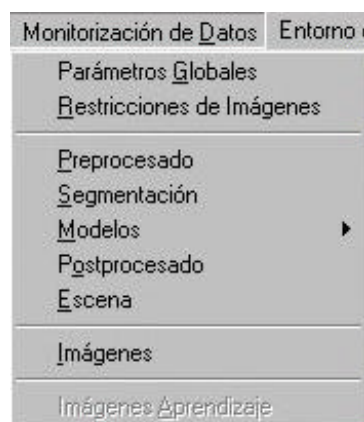 Monitorización de Datos Entorno
Parámetros Globales
Restricciones de Imágenes
Preprocesado
Segmentación
Modelos
Postprocesado
Escena
Imágenes
Imágenes Aprendizaje